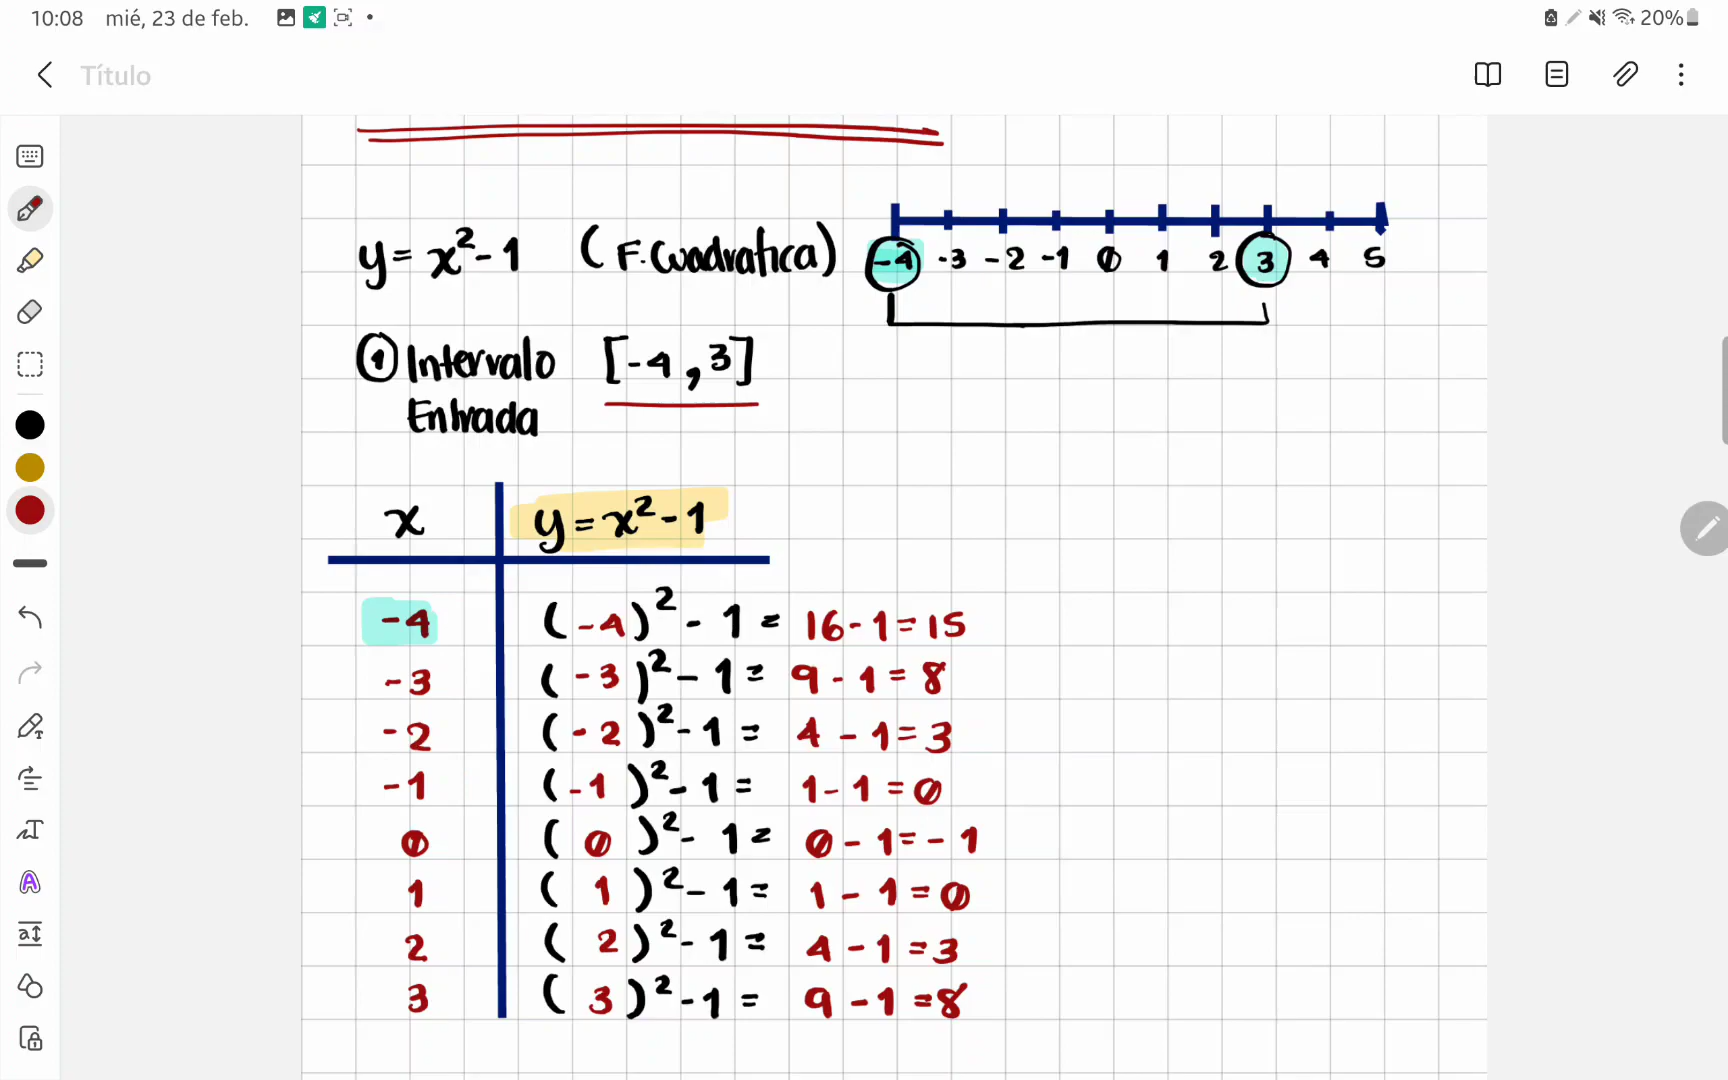 10:08 mié, 23 de feb. 20%
Título
y = x² - 1 ( F. Cuadratica)
-4 -3 -2 -1 0 1 2 3 4 5
① Intervalo [-4 , 3]
Entrada
x y = x² - 1
-4 (-4)² - 1 = 16 - 1 = 15
-3 (-3)² - 1 = 9 - 1 = 8
-2 (-2)² - 1 = 4 - 1 = 3
-1 (-1)² - 1 = 1 - 1 = 0
0 (0)² - 1 = 0 - 1 = - 1
1 (1)² - 1 = 1 - 1 = 0
2 (2)² - 1 = 4 - 1 = 3
3 (3)² - 1 = 9 - 1 = 8